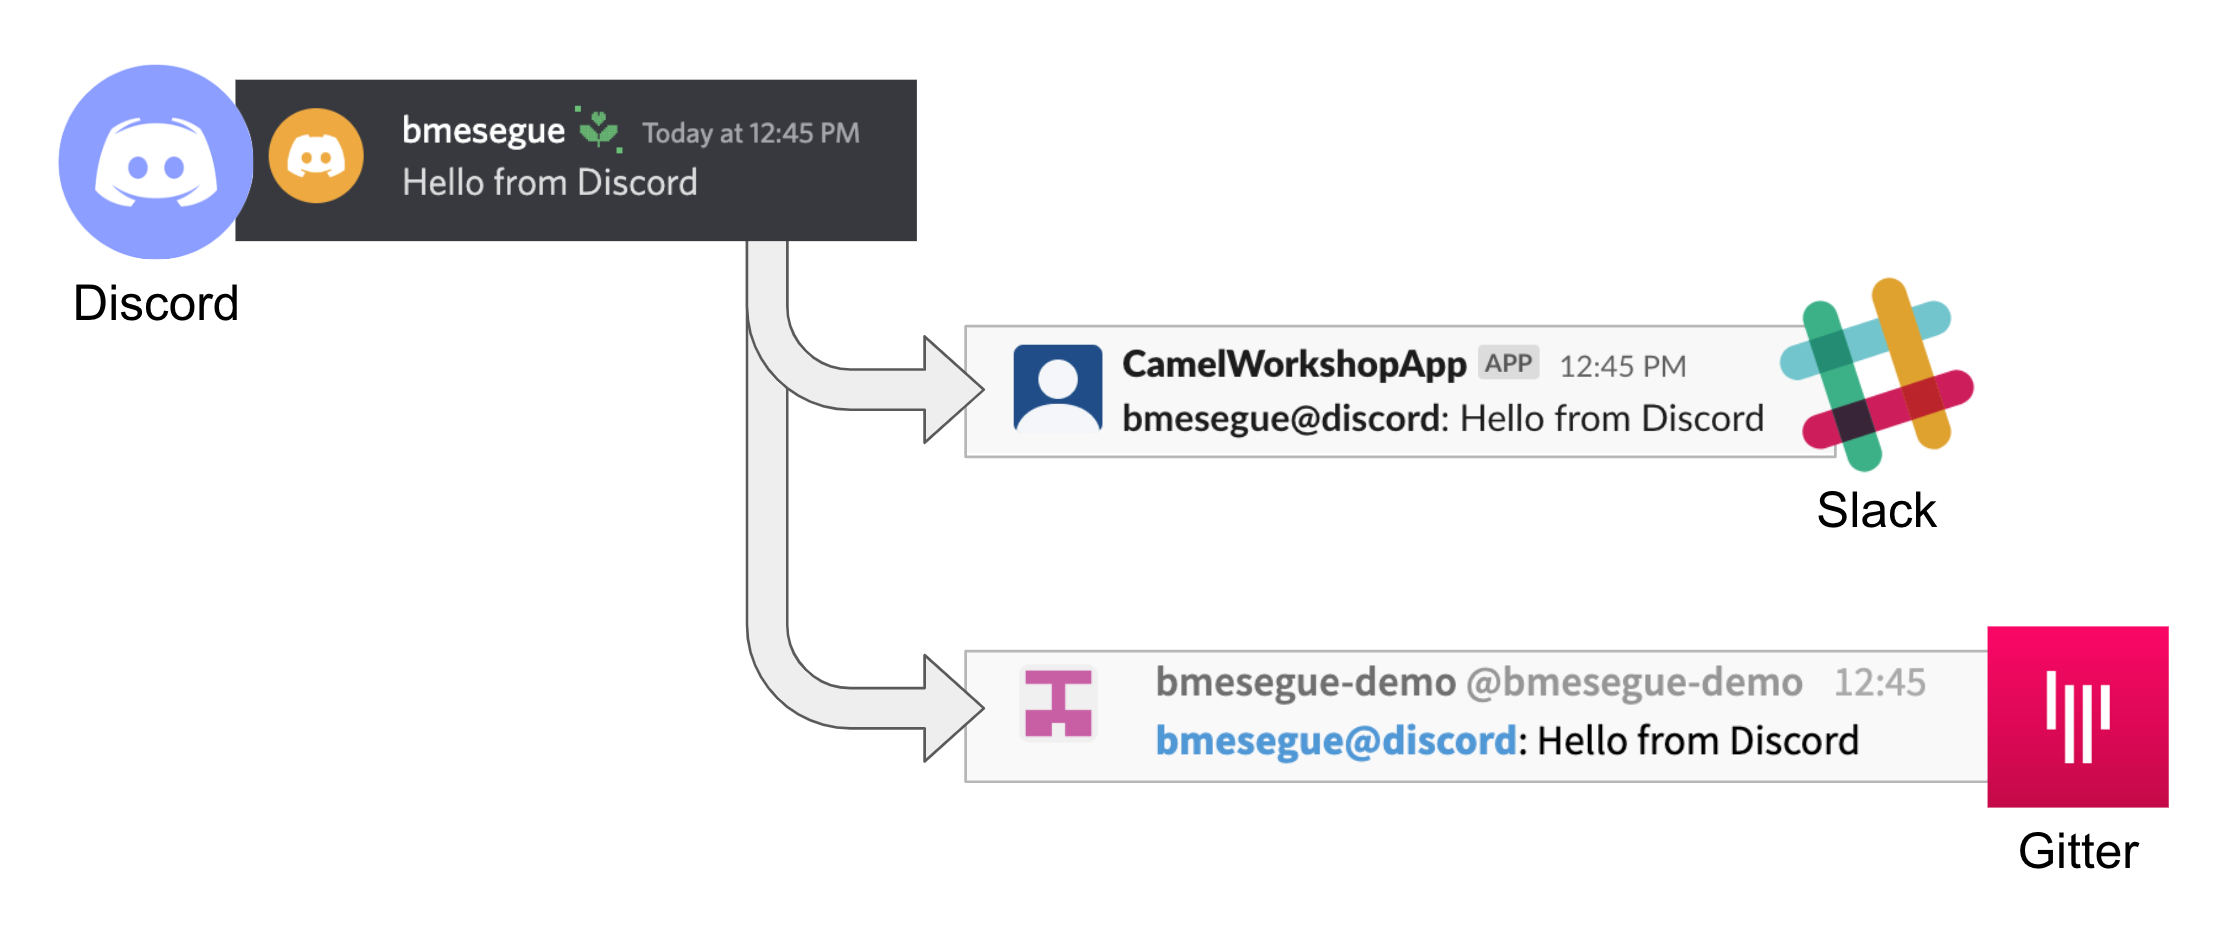 bmesegue Today at 12:45 PM
Hello from Discord
Discord
CamelWorkshopApp APP 12:45 PM
bmesegue@discord: Hello from Discord
Slack
bmesegue-demo @bmesegue-demo 12:45
bmesegue@discord: Hello from Discord
Gitter